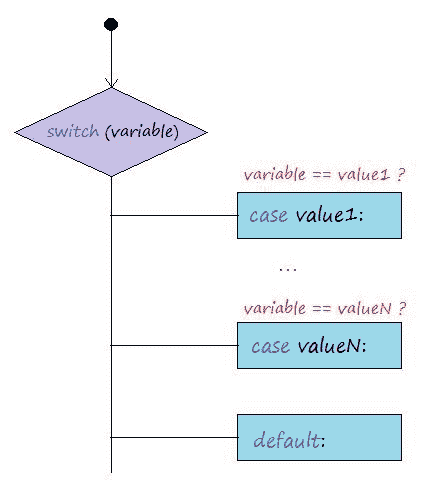 switch (variable)
variable == value1 ?
case value1:
...
variable == valueN ?
case valueN:
default: